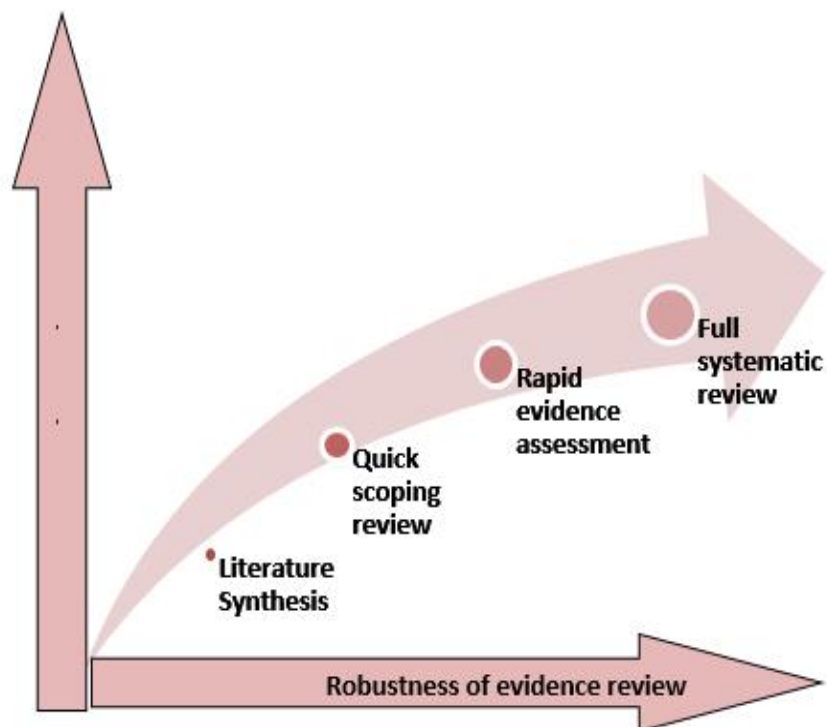 Full
systematic
review
Rapid
evidence
assessment
Quick
scoping
review
Literature
Synthesis
Robustness of evidence review